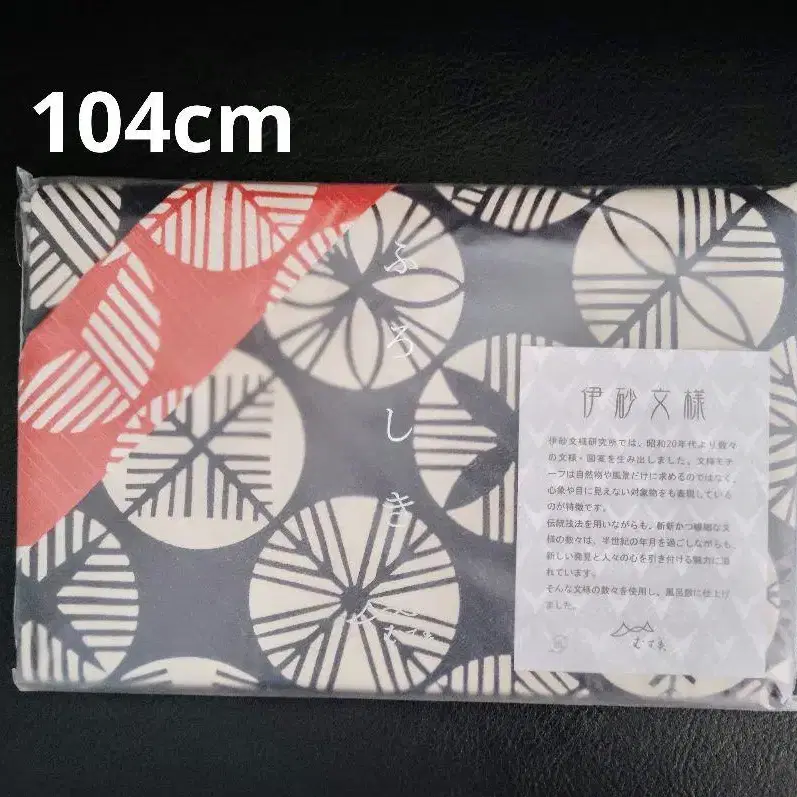 104cm
ふろしき
むす美
伊砂文様
伊砂文様研究所では、昭和20年代より数々
の文様・図案を生み出しました。文様モチ
ーフは自然物や風景だけに求めるのではなく、
心象や目に見えない対象物をも表現している
のが特徴です。
伝統技法を用いながらも、斬新かつ繊細な文
様の数々は、半世紀の年月を過ごしながらも、
新しい発見と人々の心を引き付ける魅力に溢
れています。
そんな文様の数々を使用し、風呂敷に仕上げ
ました。
むす美